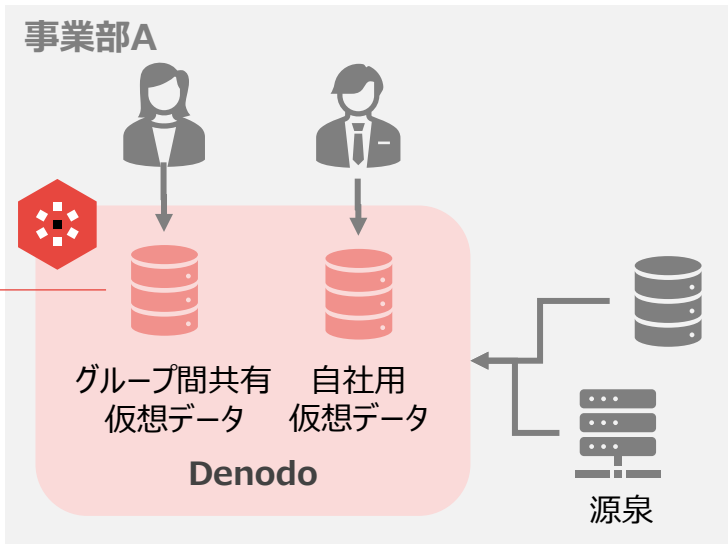 事業部A
グループ間共有
仮想データ
自社用
仮想データ
Denodo
源泉